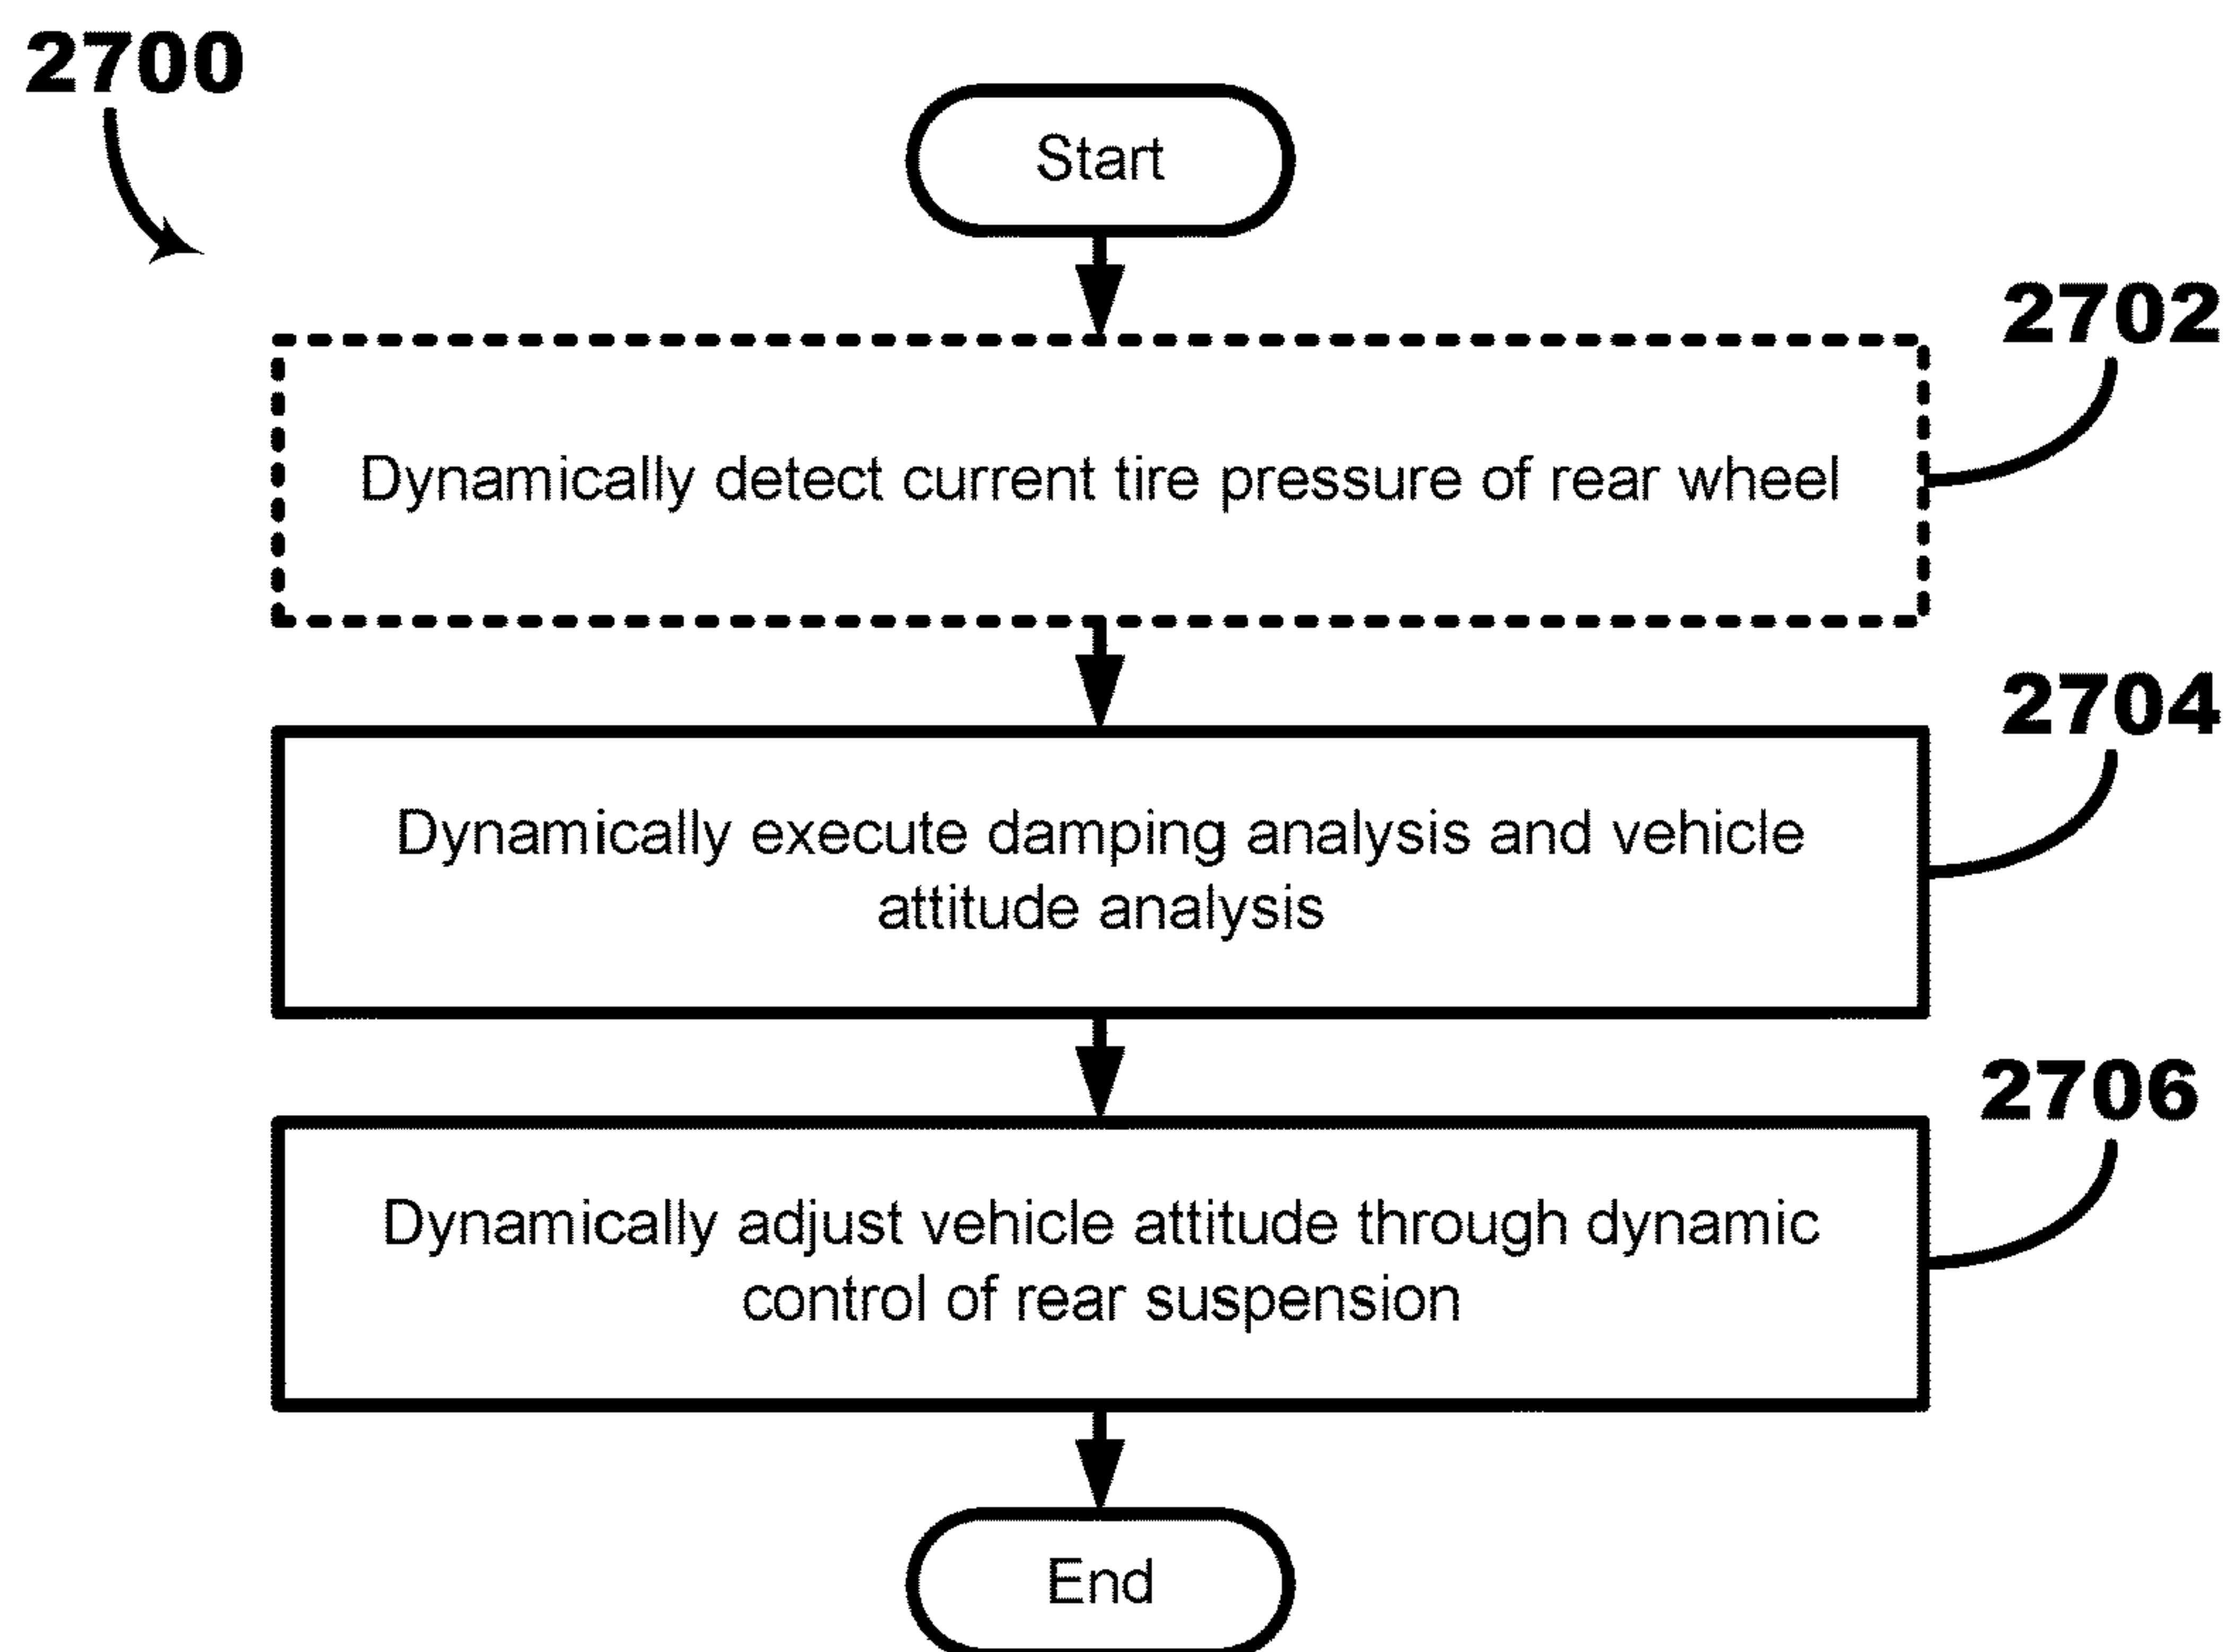 2700
Start
2702
Dynamically detect current tire pressure of rear wheel
2704
Dynamically execute damping analysis and vehicle
attitude analysis
2706
Dynamically adjust vehicle attitude through dynamic
control of rear suspension
End